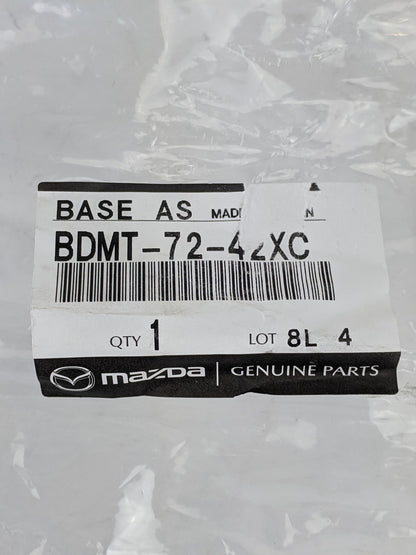 BASE AS MADE
BDMT-72-42XC
QTY 1 LOT 8L 4
mazda GENUINE PARTS